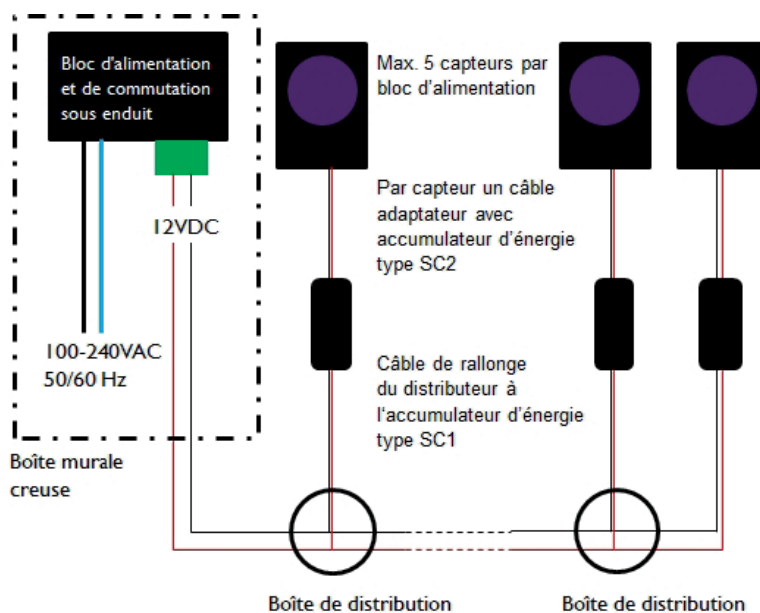 Bloc d'alimentation
et de commutation
sous enduit
12VDC
100-240VAC
50/60 Hz
Boîte murale
creuse
Max. 5 capteurs par
bloc d'alimentation
Par capteur un câble
adaptateur avec
accumulateur d'énergie
type SC2
Câble de rallonge
du distributeur à
l'accumulateur d'énergie
type SC1
Boîte de distribution
Boîte de distribution